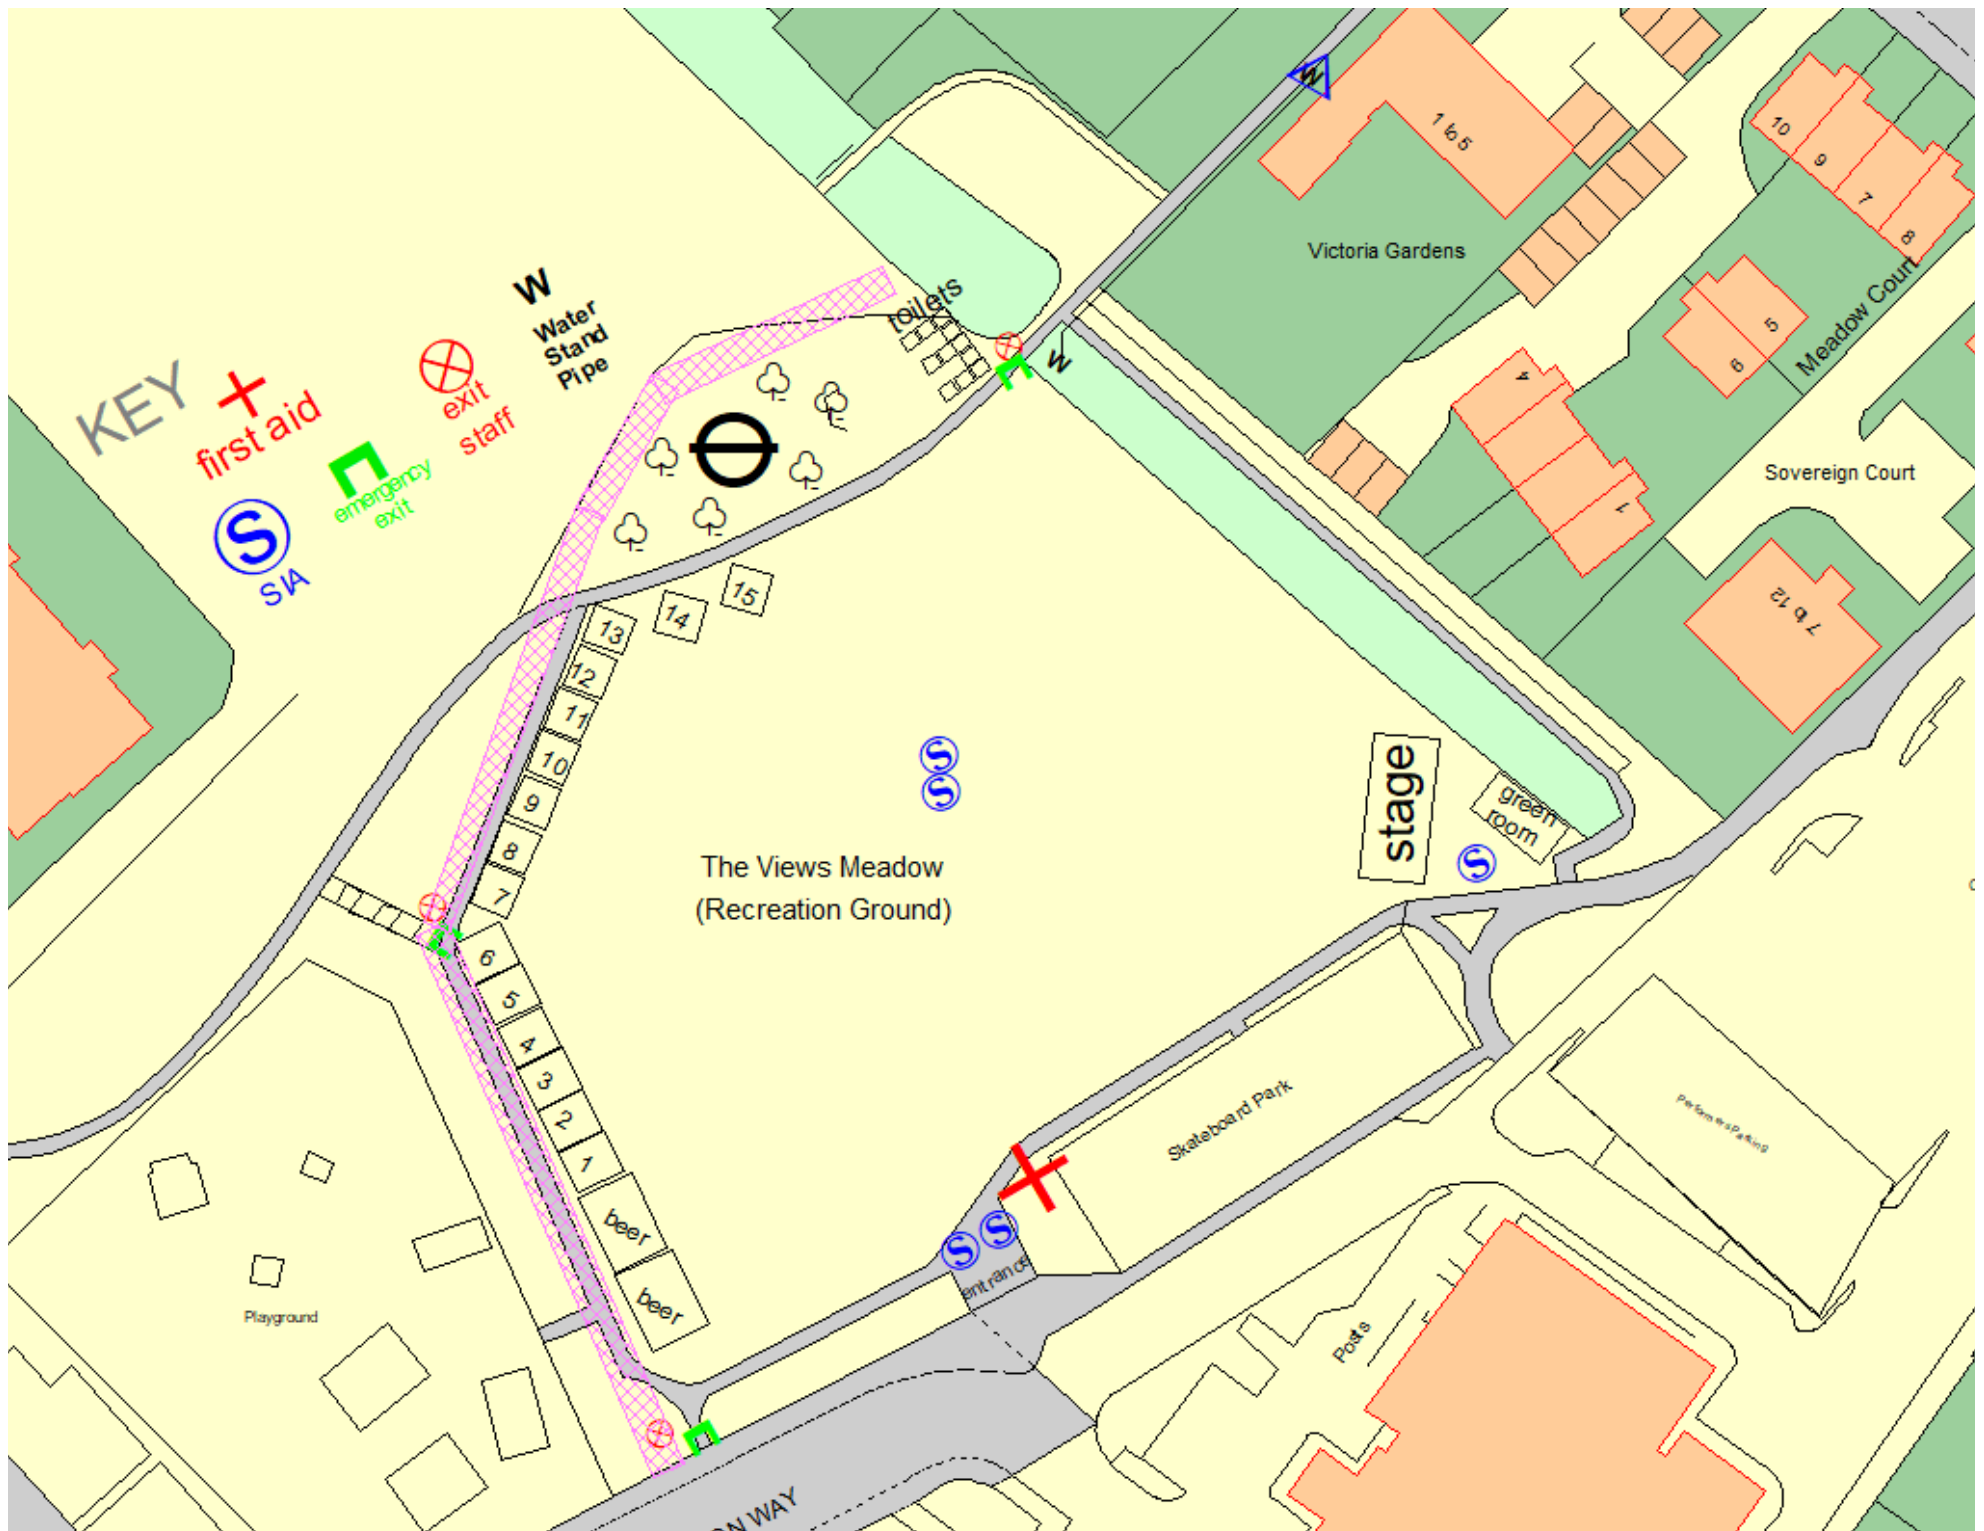 W
1 to 5
10
9
7
8
Victoria Gardens
Meadow Court
5
6
4
1
Sovereign Court
7 to 12
KEY
first aid
exit
staff
W
Water
Stand
Pipe
S
SIA
emergency
exit
toilets
W
15
14
13
12
11
10
9
8
7
6
5
4
3
2
1
beer
beer
S
S
The Views Meadow
(Recreation Ground)
stage
green
room
S
Skateboard Park
Performers Parking
S
S
entrance
Playground
Posts
ON WAY